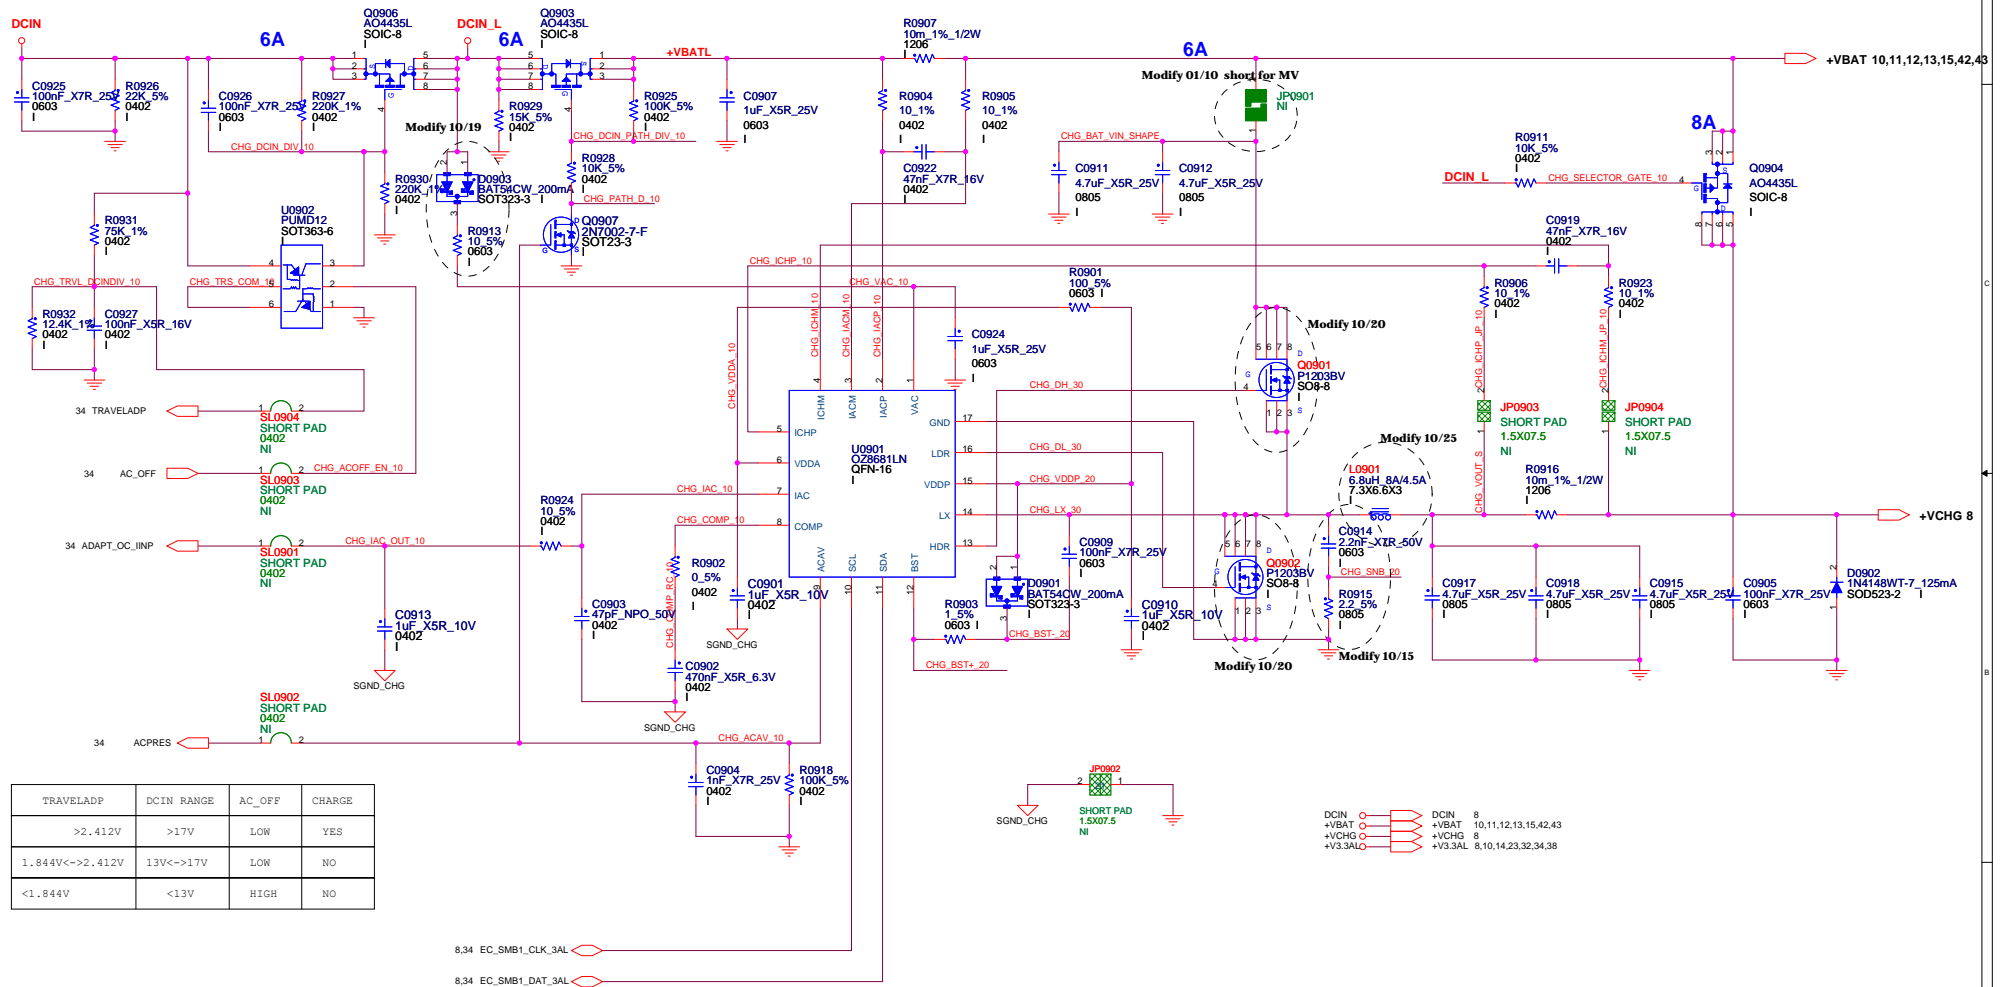 DCIN
6A
Q0906
AO4435L
SOIC-8
I
DCIN_L
6A
Q0903
AO4435L
SOIC-8
I
+VBATL
R0907
10m_1%_1/2W
1206
I
6A
Modify 01/10 short for MV
+VBAT 10,11,12,13,15,42,43
C0925
100nF_X7R_25V
0603
I
R0926
22K_5%
0402
I
C0926
100nF_X7R_25V
0603
I
R0927
220K_1%
0402
I
Modify 10/19
R0929
15K_5%
0402
I
R0925
100K_5%
0402
I
C0907
1uF_X5R_25V
0603
I
R0904
10_1%
0402
I
R0905
10_1%
0402
I
JP0901
NI
8A
CHG_DCIN_DIV_10
CHG_DCIN_PATH_DIV_10
CHG_BAT_VIN_SHAPE
R0930
220K_1%
0402
I
D0903
BAT54CW_200mA
SOT323-3
I
R0928
10K_5%
0402
I
CHG_PATH_D_10
C0922
47nF_X7R_16V
0402
I
C0911
4.7uF_X5R_25V
0805
I
C0912
4.7uF_X5R_25V
0805
I
R0911
10K_5%
0402
I
DCIN_L
CHG_SELECTOR_GATE_10
Q0904
AO4435L
SOIC-8
I
R0931
75K_1%
0402
I
U0902
PUMD12
SOT363-6
I
R0913
10_5%
0603
I
Q0907
2N7002-7-F
SOT23-3
I
C0919
47nF_X7R_16V
0402
I
CHG_TRVL_DCINDIV_10
CHG_TRS_COM_10
CHG_ICHP_10
CHG_VAC_10
R0901
100_5%
0603 I
R0906
10_1%
0402
I
R0923
10_1%
0402
I
R0932
12.4K_1%
0402
I
C0927
100nF_X5R_16V
0402
I
CHG_VDDA_10
CHG_ICHM_10
CHG_IACM_10
CHG_IACP_10
C0924
1uF_X5R_25V
0603
I
CHG_ICHP_JP_10
CHG_ICHM_JP_10
Modify 10/20
Q0901
P1203BV
SO8-8
I
CHG_DH_30
CHG_DL_30
CHG_VDDP_20
CHG_LX_30
34 TRAVELADP
SL0904
SHORT PAD
0402
NI
34 AC_OFF
SL0903
SHORT PAD
0402
NI
CHG_ACOFF_EN_10
34 ADAPT_OC_IINP
SL0901
SHORT PAD
0402
NI
CHG_IAC_OUT_10
U0901
OZ8681LN
QFN-16
I
ICHM
IACM
IACP
VAC
ICHP
VDDA
IAC
COMP
ACAV
SCL
SDA
BST
GND
LDR
VDDP
LX
HDR
JP0903
SHORT PAD
1.5X07.5
NI
JP0904
SHORT PAD
1.5X07.5
NI
CHG_VOUT_S
Modify 10/25
L0901
6.8uH_8A/4.5A
7.3X6.6X3
I
R0916
10m_1%_1/2W
1206
I
+VCHG 8
R0924
10_5%
0402
I
CHG_IAC_10
CHG_COMP_10
R0902
0_5%
0402
I
CHG_COMP_RC_10
C0901
1uF_X5R_10V
0402
I
SGND_CHG
C0903
47pF_NPO_50V
0402
I
C0902
470nF_X5R_6.3V
0402
I
SGND_CHG
C0913
1uF_X5R_10V
0402
I
SGND_CHG
C0909
100nF_X7R_25V
0603
I
D0901
BAT54CW_200mA
SOT323-3
I
R0903
1_5%
0603 I
CHG_BST-_20
CHG_BST+_20
C0910
1uF_X5R_10V
0402
I
Q0902
P1203BV
SO8-8
I
Modify 10/20
C0914
2.2nF_X7R_50V
0603
I
CHG_SNB_20
R0915
2.2_5%
0805
I
Modify 10/15
C0917
4.7uF_X5R_25V
0805
I
C0918
4.7uF_X5R_25V
0805
I
C0915
4.7uF_X5R_25V
0805
I
C0905
100nF_X7R_25V
0603
I
D0902
1N4148WT-7_125mA
SOD523-2 I
SL0902
SHORT PAD
0402
NI
34 ACPRES
CHG_ACAV_10
C0904
1nF_X7R_25V
0402
I
R0918
100K_5%
0402
I
JP0902
SHORT PAD
1.5X07.5
NI
SGND_CHG
TRAVELADP DCIN RANGE AC_OFF CHARGE
>2.412V >17V LOW YES
1.844V<->2.412V 13V<->17V LOW NO
<1.844V <13V HIGH NO
DCIN DCIN 8
+VBAT +VBAT 10,11,12,13,15,42,43
+VCHG +VCHG 8
+V3.3AL +V3.3AL 8,10,14,23,32,34,38
8,34 EC_SMB1_CLK_3AL
8,34 EC_SMB1_DAT_3AL
C
B